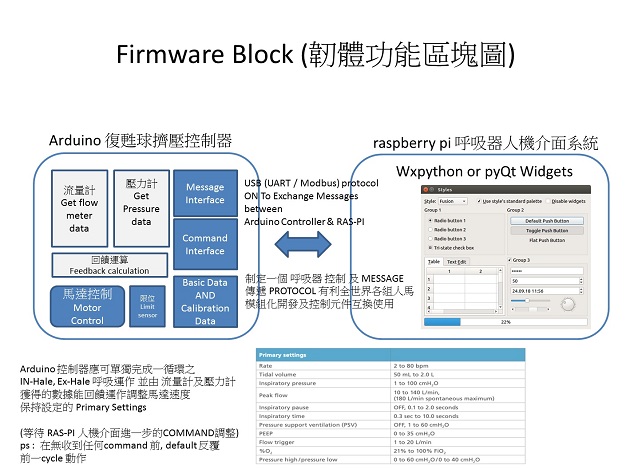 Firmware Block (韌體功能區塊圖)
Arduino 復甦球擠壓控制器
raspberry pi 呼吸器人機介面系統
流量計
Get flow
meter
data
壓力計
Get
Pressure
data
Message
Interface
Command
Interface
回饋運算
Feedback calculation
馬達控制
Motor
Control
限位
Limit
sensor
Basic Data
AND
Calibration
Data
USB (UART / Modbus) protocol
ON To Exchange Messages
between
Arduino Controller & RAS-PI
制定一個 呼吸器 控制 及 MESSAGE
傳遞 PROTOCOL 有利全世界各組人馬
模組化開發及控制元件互換使用
Wxpython or pyQt Widgets
Styles
Style: Fusion
Use style's standard palette
Disable widgets
Group 1
Radio button 1
Radio button 2
Radio button 3
Tri-state check box
Group 2
Default Push Button
Toggle Push Button
Flat Push Button
Table
Text Edit
1
2
1
2
3
4
Group 3
••••••
50
24.09.18 11:56
50
22%
Arduino 控制器應可單獨完成一循環之
IN-Hale, Ex-Hale 呼吸運作 並由 流量計及壓力計
獲得的數據能回饋運作調整馬達速度
保持設定的 Primary Settings
(等待 RAS-PI 人機介面進一步的COMMAND調整)
ps : 在無收到任何command 前, default 反覆
前一cycle 動作
Primary settings
Rate 2 to 80 bpm
Tidal volume 50 mL to 2.0 L
Inspiratory pressure 1 to 100 cmH₂O
Peak flow 10 to 140 L/min,
(180 L/min spontaneous maximum)
Inspiratory pause OFF, 0.1 to 2.0 seconds
Inspiratory time 0.3 sec to 10.0 seconds
Pressure support ventilation (PSV) OFF, 1 to 60 cmH₂O
PEEP 0 to 35 cmH₂O
Flow trigger 1 to 20 L/min
%O₂ 21% to 100% FiO₂
Pressure high/pressure low 0 to 60 cmH₂O/0 to 40 cmH₂O